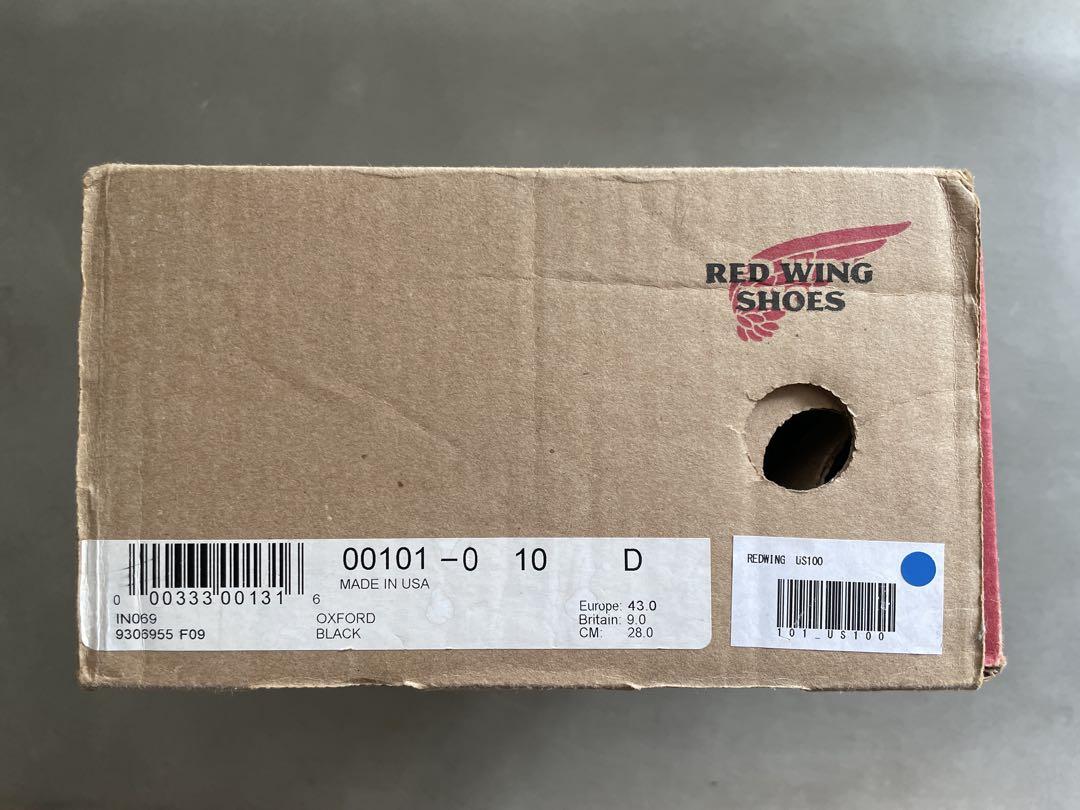 RED WING
SHOES
00101-0 10 D
MADE IN USA
0 00333 00131 6
IN069
9306955 F09
OXFORD
BLACK
Europe: 43.0
Britain: 9.0
CM: 28.0
REDWING US100
101_US100